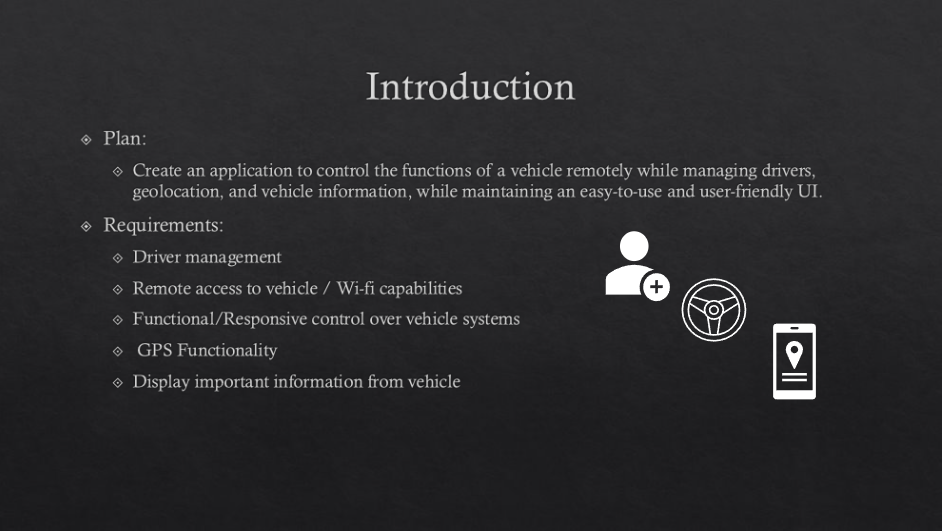 Introduction
Plan:
Create an application to control the functions of a vehicle remotely while managing drivers,
geolocation, and vehicle information, while maintaining an easy-to-use and user-friendly UI.
Requirements:
Driver management
Remote access to vehicle / Wi-fi capabilities
Functional/Responsive control over vehicle systems
GPS Functionality
Display important information from vehicle